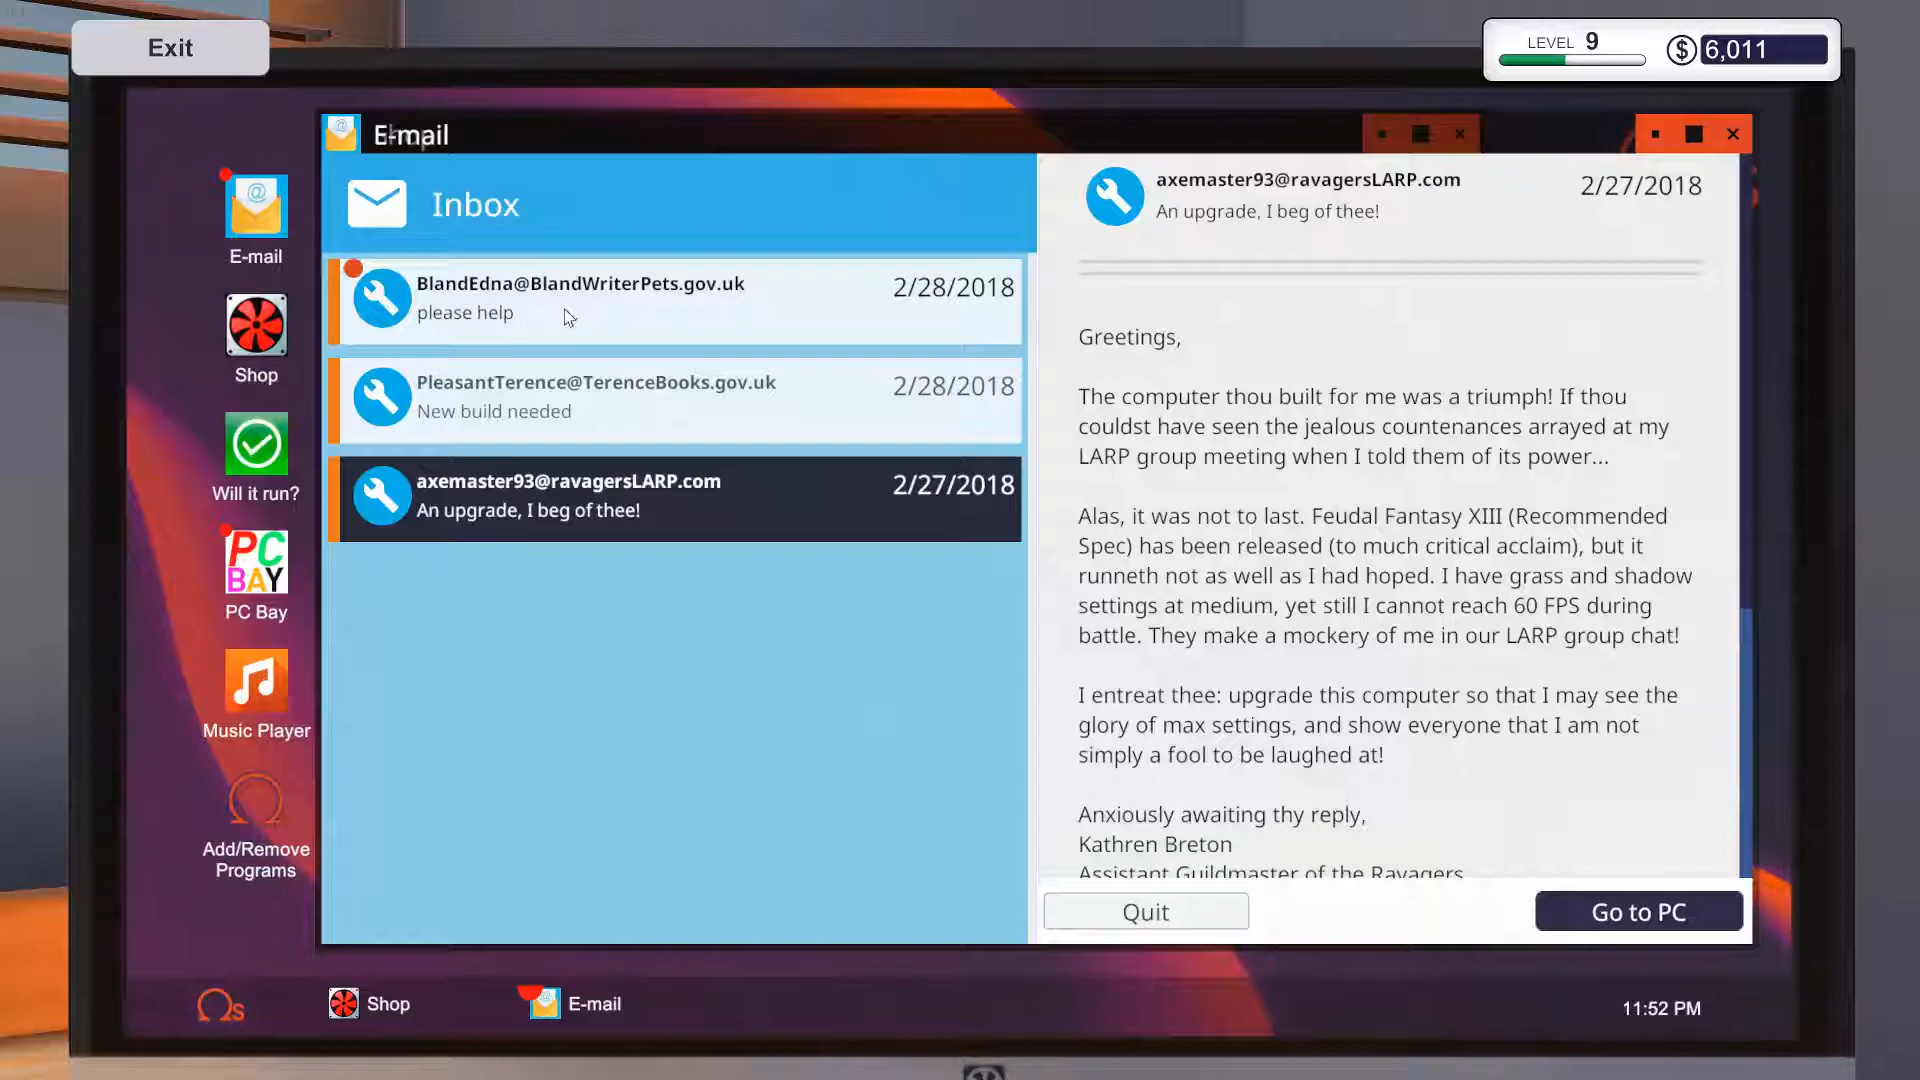 Exit
LEVEL 9
$ 6,011
E-mail
E-mail
Shop
Will it run?
PC
BAY
PC Bay
Music Player
Add/Remove
Programs
Inbox
BlandEdna@BlandWriterPets.gov.uk
2/28/2018
please help
PleasantTerence@TerenceBooks.gov.uk
2/28/2018
New build needed
axemaster93@ravagersLARP.com
2/27/2018
An upgrade, I beg of thee!
axemaster93@ravagersLARP.com
2/27/2018
An upgrade, I beg of thee!
Greetings,
The computer thou built for me was a triumph! If thou
couldst have seen the jealous countenances arrayed at my
LARP group meeting when I told them of its power...
Alas, it was not to last. Feudal Fantasy XIII (Recommended
Spec) has been released (to much critical acclaim), but it
runneth not as well as I had hoped. I have grass and shadow
settings at medium, yet still I cannot reach 60 FPS during
battle. They make a mockery of me in our LARP group chat!
I entreat thee: upgrade this computer so that I may see the
glory of max settings, and show everyone that I am not
simply a fool to be laughed at!
Anxiously awaiting thy reply,
Kathren Breton
Assistant Guildmaster of the Ravagers
Quit
Go to PC
Ωs
Shop
E-mail
11:52 PM